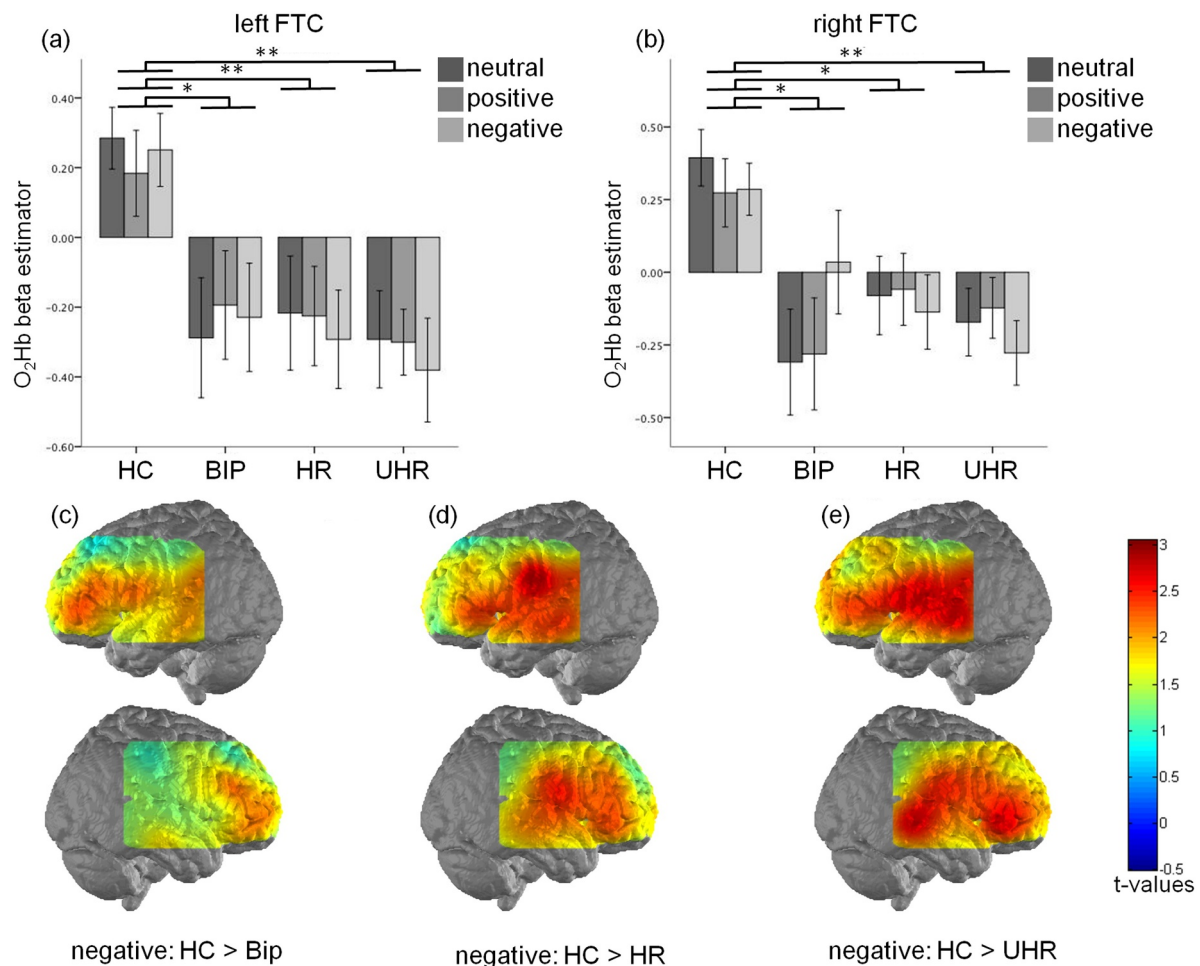 (a)
left FTC
**
**
*
neutral
positive
negative
0.40
0.20
0.00
-0.20
-0.40
-0.60
O₂Hb beta estimator
HC BIP HR UHR
(b)
right FTC
**
*
*
neutral
positive
negative
0.50
0.25
0.00
-0.25
-0.50
O₂Hb beta estimator
HC BIP HR UHR
(c)
(d)
(e)
3
2.5
2
1.5
1
0.5
0
-0.5
t-values
negative: HC > Bip
negative: HC > HR
negative: HC > UHR